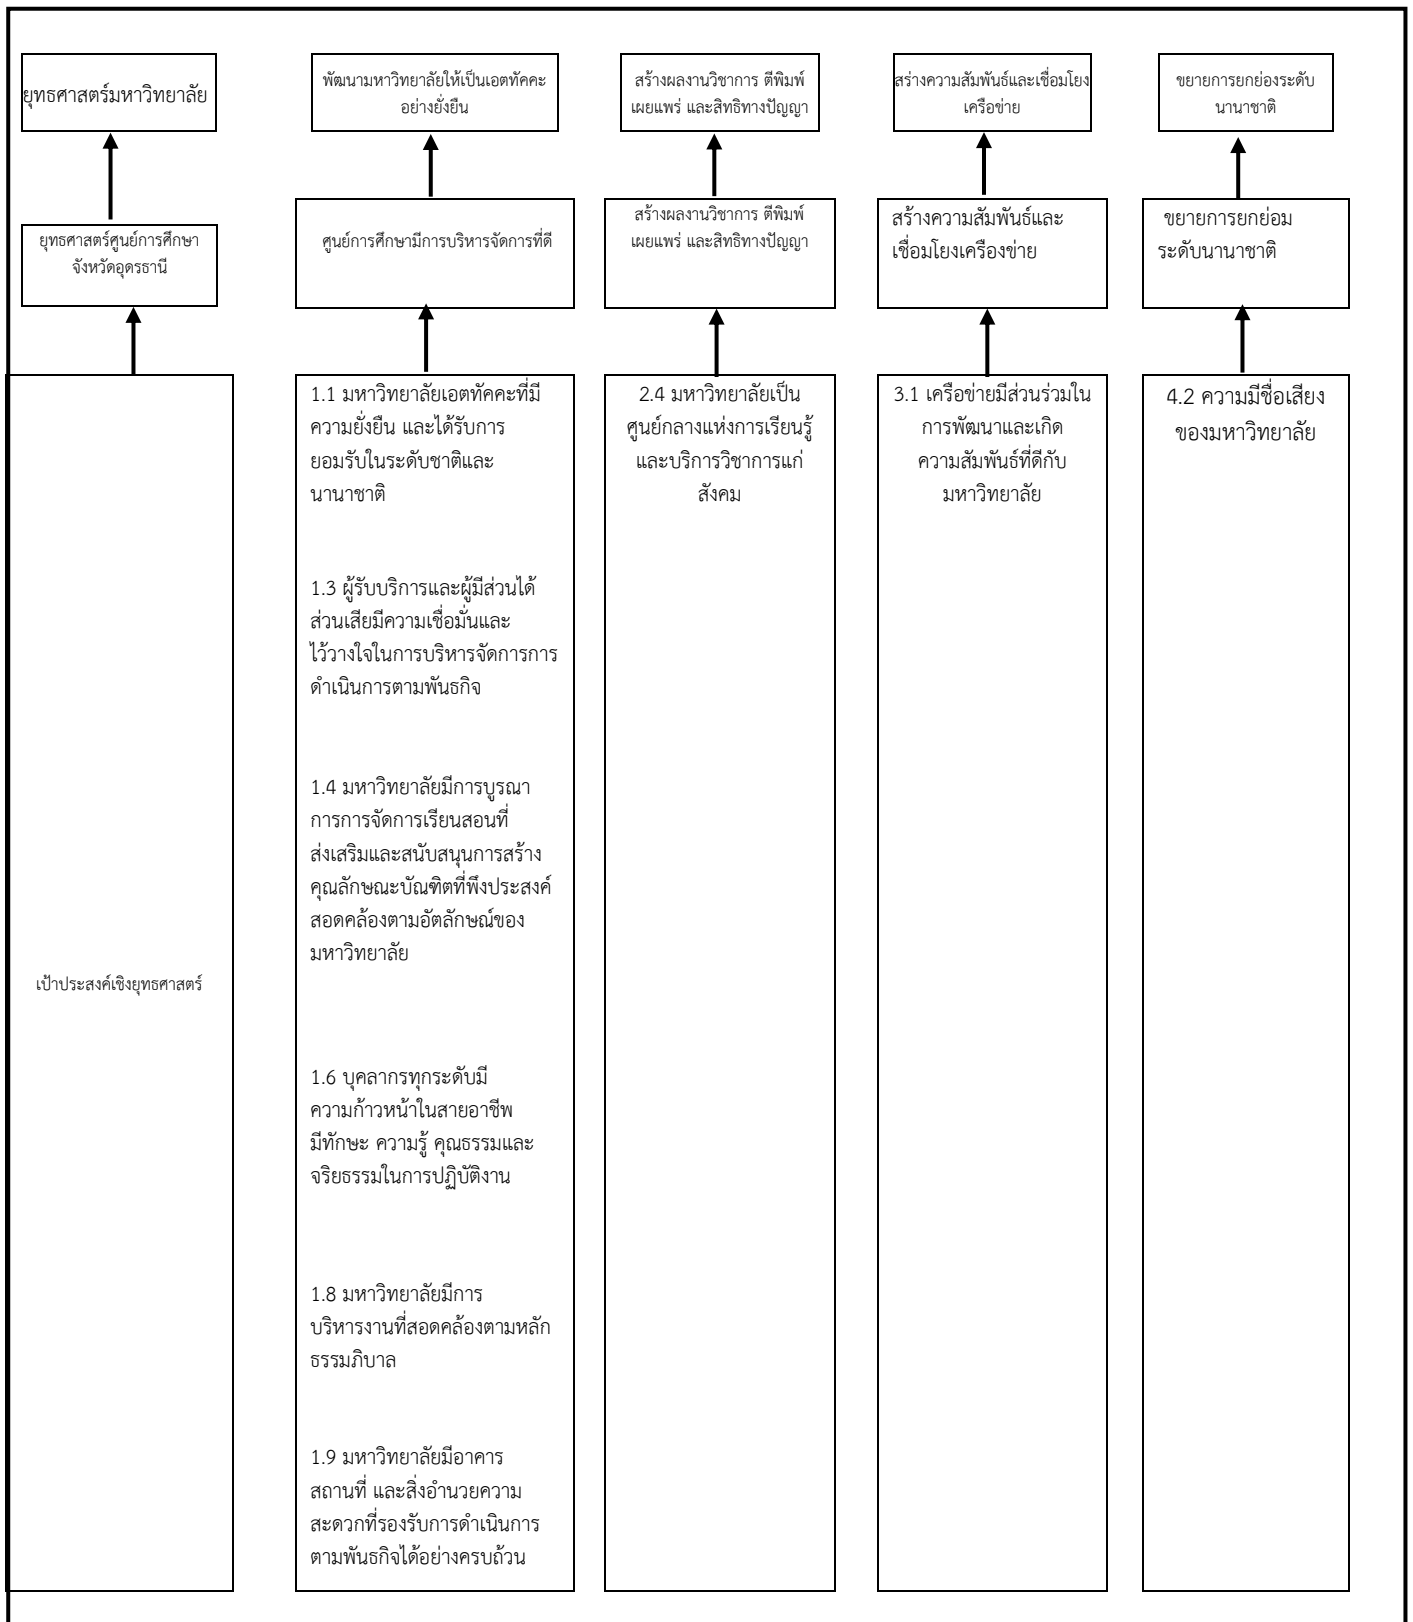 ยุทธศาสตร์มหาวิทยาลัย
พัฒนามหาวิทยาลัยให้เป็นเอตทัคคะ
อย่างยั่งยืน
สร้างผลงานวิชาการ ตีพิมพ์
เผยแพร่ และสิทธิทางปัญญา
สร่างความสัมพันธ์และเชื่อมโยง
เครือข่าย
ขยายการยกย่องระดับ
นานาชาติ
ยุทธศาสตร์ศูนย์การศึกษา
จังหวัดอุดรธานี
ศูนย์การศึกษามีการบริหารจัดการที่ดี
สร้างผลงานวิชาการ ตีพิมพ์
เผยแพร่ และสิทธิทางปัญญา
สร้างความสัมพันธ์และ
เชื่อมโยงเครืองข่าย
ขยายการยกย่อม
ระดับนานาชาติ
เป้าประสงค์เชิงยุทธศาสตร์
1.1 มหาวิทยาลัยเอตทัคคะที่มี
ความยั่งยืน และได้รับการ
ยอมรับในระดับชาติและ
นานาชาติ
1.3 ผู้รับบริการและผู้มีส่วนได้
ส่วนเสียมีความเชื่อมั่นและ
ไว้วางใจในการบริหารจัดการการ
ดำเนินการตามพันธกิจ
1.4 มหาวิทยาลัยมีการบูรณา
การการจัดการเรียนสอนที่
ส่งเสริมและสนับสนุนการสร้าง
คุณลักษณะบัณฑิตที่พึงประสงค์
สอดคล้องตามอัตลักษณ์ของ
มหาวิทยาลัย
1.6 บุคลากรทุกระดับมี
ความก้าวหน้าในสายอาชีพ
มีทักษะ ความรู้ คุณธรรมและ
จริยธรรมในการปฏิบัติงาน
1.8 มหาวิทยาลัยมีการ
บริหารงานที่สอดคล้องตามหลัก
ธรรมภิบาล
1.9 มหาวิทยาลัยมีอาคาร
สถานที่ และสิ่งอำนวยความ
สะดวกที่รองรับการดำเนินการ
ตามพันธกิจได้อย่างครบถ้วน
2.4 มหาวิทยาลัยเป็น
ศูนย์กลางแห่งการเรียนรู้
และบริการวิชาการแก่
สังคม
3.1 เครือข่ายมีส่วนร่วมใน
การพัฒนาและเกิด
ความสัมพันธ์ที่ดีกับ
มหาวิทยาลัย
4.2 ความมีชื่อเสียง
ของมหาวิทยาลัย